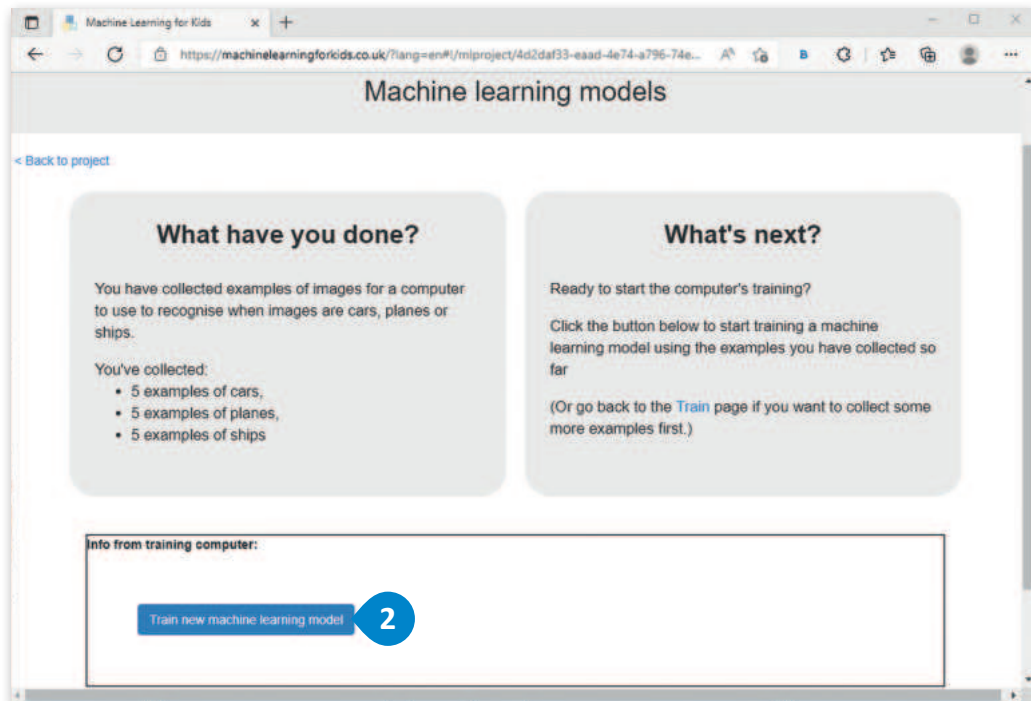 Machine Learning for Kids
https://machinelearningforkids.co.uk/?lang=en#!/mlproject/4d2daf33-eaad-4e74-a796-74e...
Machine learning models
< Back to project
What have you done?
You have collected examples of images for a computer
to use to recognise when images are cars, planes or
ships.
You've collected:
• 5 examples of cars,
• 5 examples of planes,
• 5 examples of ships
What's next?
Ready to start the computer's training?
Click the button below to start training a machine
learning model using the examples you have collected so
far
(Or go back to the Train page if you want to collect some
more examples first.)
Info from training computer:
Train new machine learning model
2